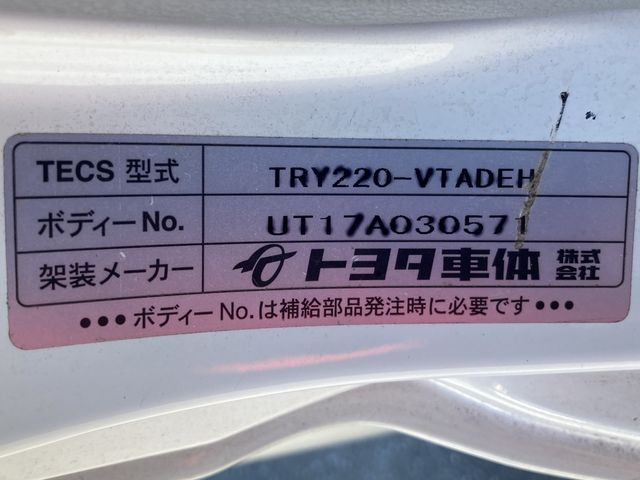 TECS 型式 TRY220-VTADEH
ボディーNo. UT17A030571
架装メーカー トヨタ車体 株式会社
●●●ボディーNo.は補給部品発注時に必要です●●●